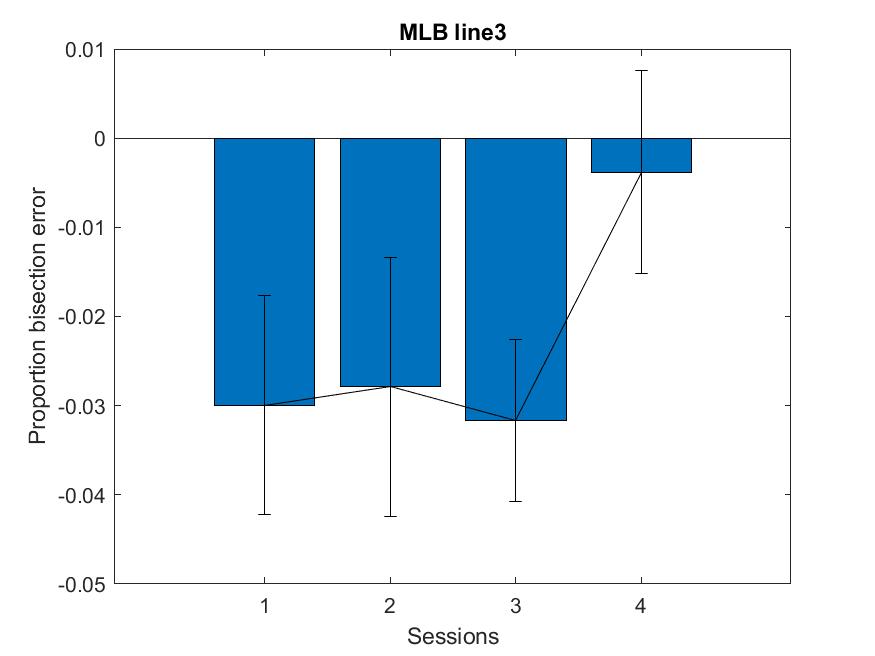 MLB line3
0.01
0
-0.01
-0.02
-0.03
-0.04
-0.05
Proportion bisection error
1 2 3 4
Sessions